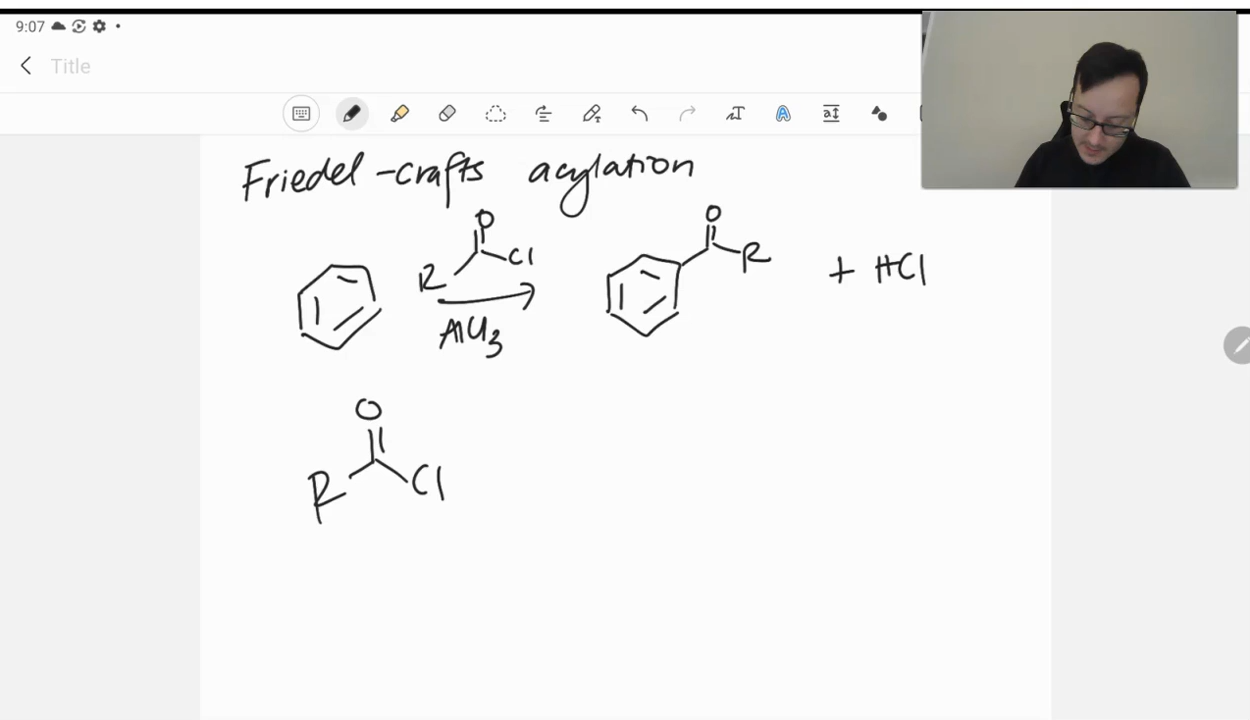 9:07
Title
Friedel-crafts acylation
O
R Cl
AlCl3
O
R
+ HCl
O
R Cl